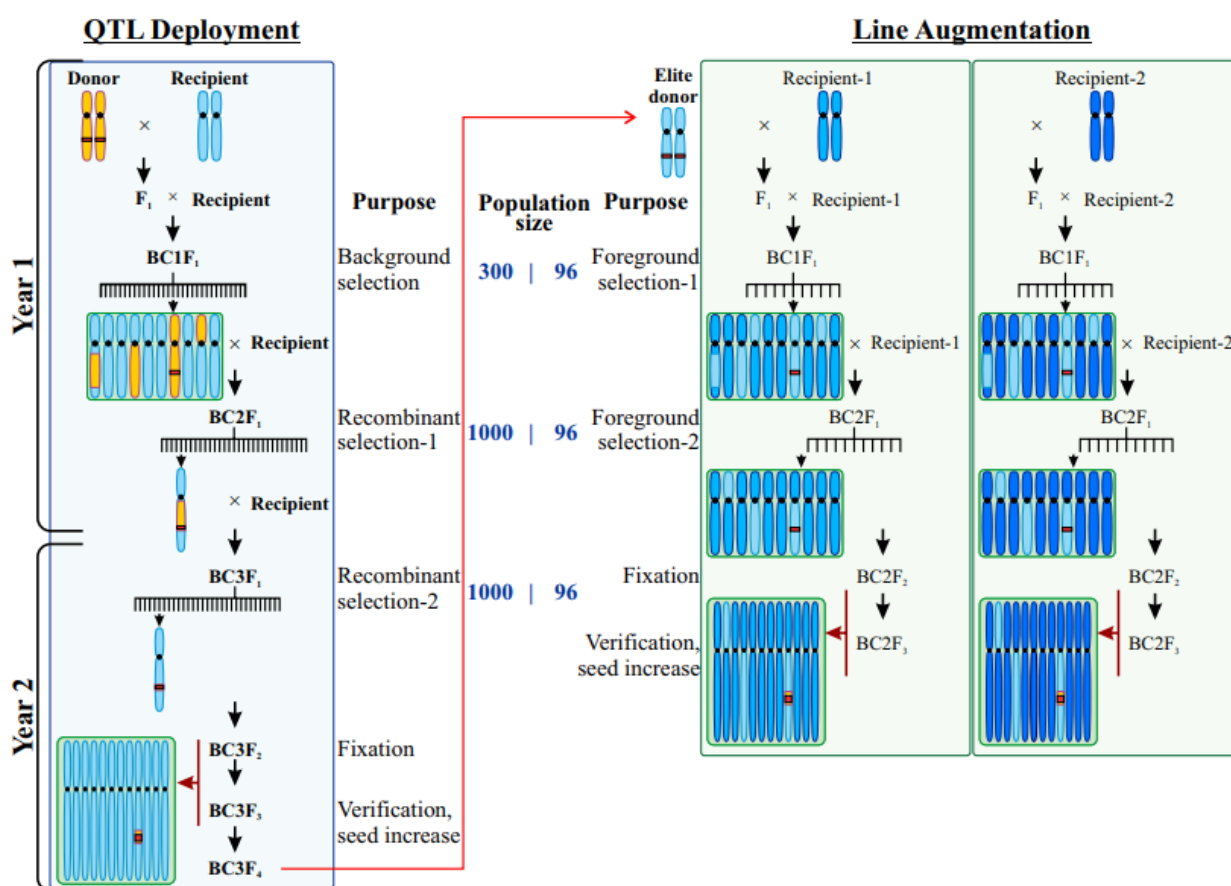 QTL Deployment
Line Augmentation
Year 1
Year 2
Donor
Recipient
×
F₁ × Recipient
BC1F₁
× Recipient
BC2F₁
× Recipient
BC3F₁
BC3F₂
BC3F₃
BC3F₄
Purpose
Background
selection
Recombinant
selection-1
Recombinant
selection-2
Fixation
Verification,
seed increase
Population
size
300 | 96
1000 | 96
1000 | 96
Elite
donor
Purpose
Foreground
selection-1
Foreground
selection-2
Fixation
Verification,
seed increase
Recipient-1
×
F₁ × Recipient-1
BC1F₁
× Recipient-1
BC2F₁
BC2F₂
BC2F₃
Recipient-2
×
F₁ × Recipient-2
BC1F₁
× Recipient-2
BC2F₁
BC2F₂
BC2F₃